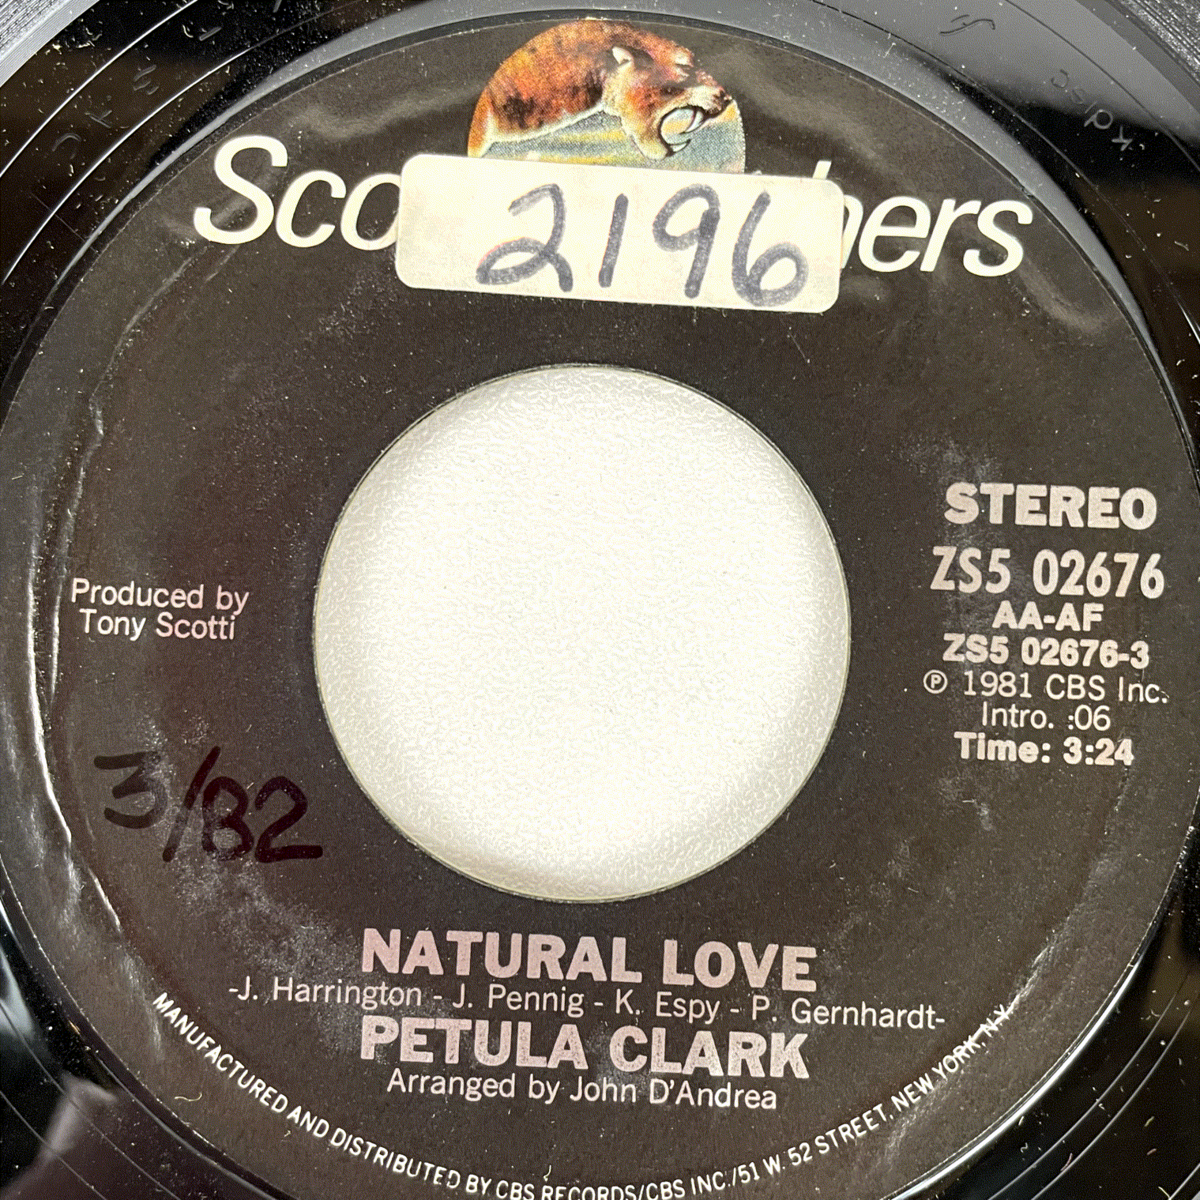 Sco
hers
2196
STEREO
ZS5 02676
AA-AF
ZS5 02676-3
℗ 1981 CBS Inc.
Intro. :06
Time: 3:24
Produced by
Tony Scotti
3/82
NATURAL LOVE
-J. Harrington - J. Pennig - K. Espy - P. Gernhardt-
PETULA CLARK
Arranged by John D'Andrea
MANUFACTURED AND DISTRIBUTED BY CBS RECORDS/CBS INC./51 W. 52 STREET, NEW YORK, N.Y.